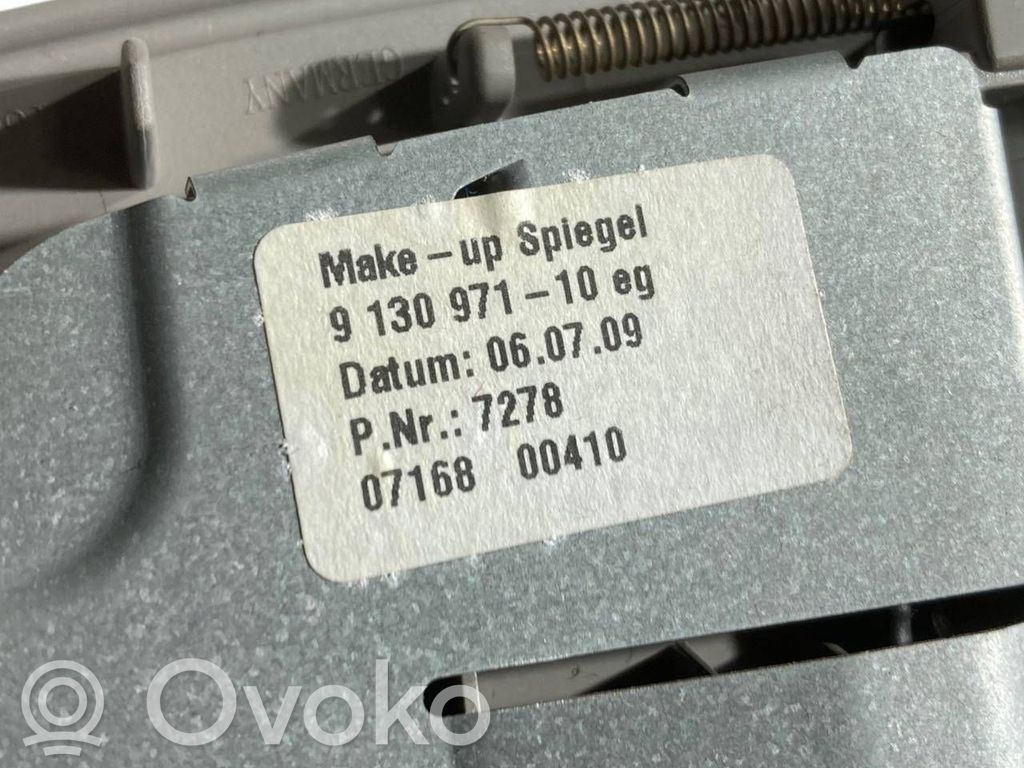 GERMANY
Make-up Spiegel
9 130 971-10 eg
Datum: 06.07.09
P.Nr.: 7278
07168 00410
Ovoko